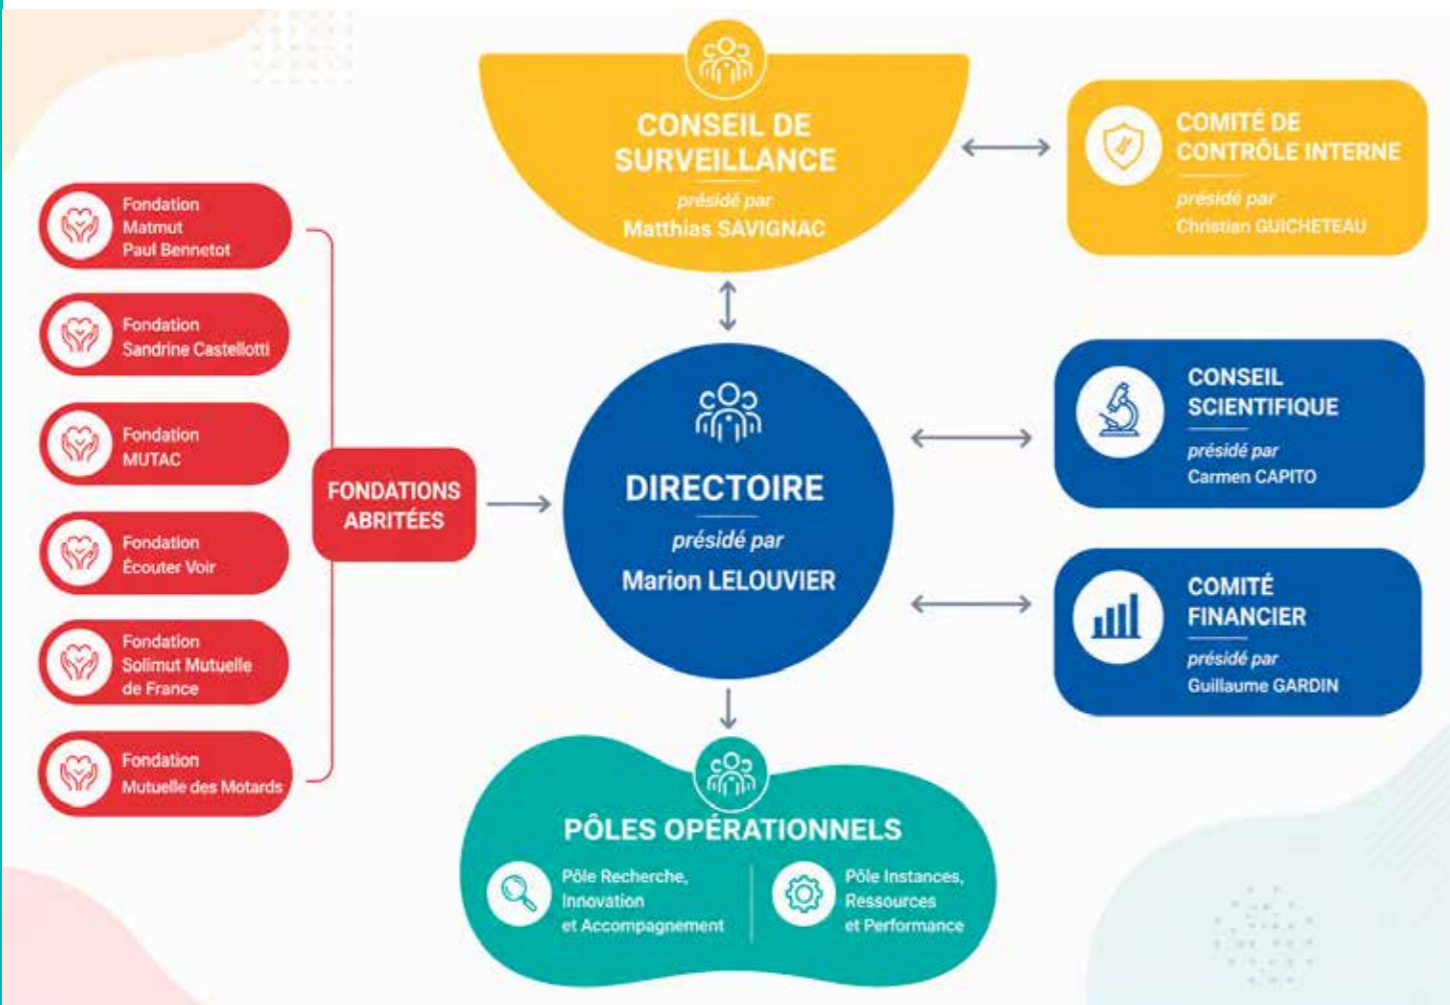 CONSEIL DE
SURVEILLANCE
présidé par
Matthias SAVIGNAC
COMITÉ DE
CONTRÔLE INTERNE
présidé par
Christian GUICHETEAU
Fondation
Matmut
Paul Bennetot
Fondation
Sandrine Castellotti
Fondation
MUTAC
Fondation
Écouter Voir
Fondation
Solimut Mutuelle
de France
Fondation
Mutuelle des Motards
FONDATIONS
ABRITÉES
DIRECTOIRE
présidé par
Marion LELOUVIER
CONSEIL
SCIENTIFIQUE
présidé par
Carmen CAPITO
COMITÉ
FINANCIER
présidé par
Guillaume GARDIN
PÔLES OPÉRATIONNELS
Pôle Recherche,
Innovation
et Accompagnement
Pôle Instances,
Ressources
et Performance